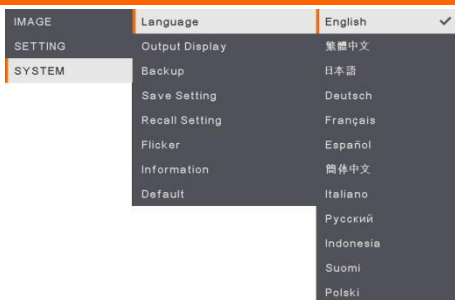 IMAGE
SETTING
SYSTEM
Language
Output Display
Backup
Save Setting
Recall Setting
Flicker
Information
Default
English
繁體中文
日本語
Deutsch
Français
Español
简体中文
Italiano
Русский
Indonesia
Suomi
Polski